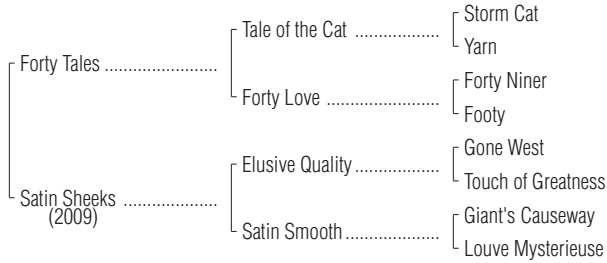 Forty Tales ........................
Satin Sheeks ....................
(2009)
Tale of the Cat ..................
Forty Love ........................
Elusive Quality ..................
Satin Smooth ....................
Storm Cat
Yarn
Forty Niner
Footy
Gone West
Touch of Greatness
Giant's Causeway
Louve Mysterieuse